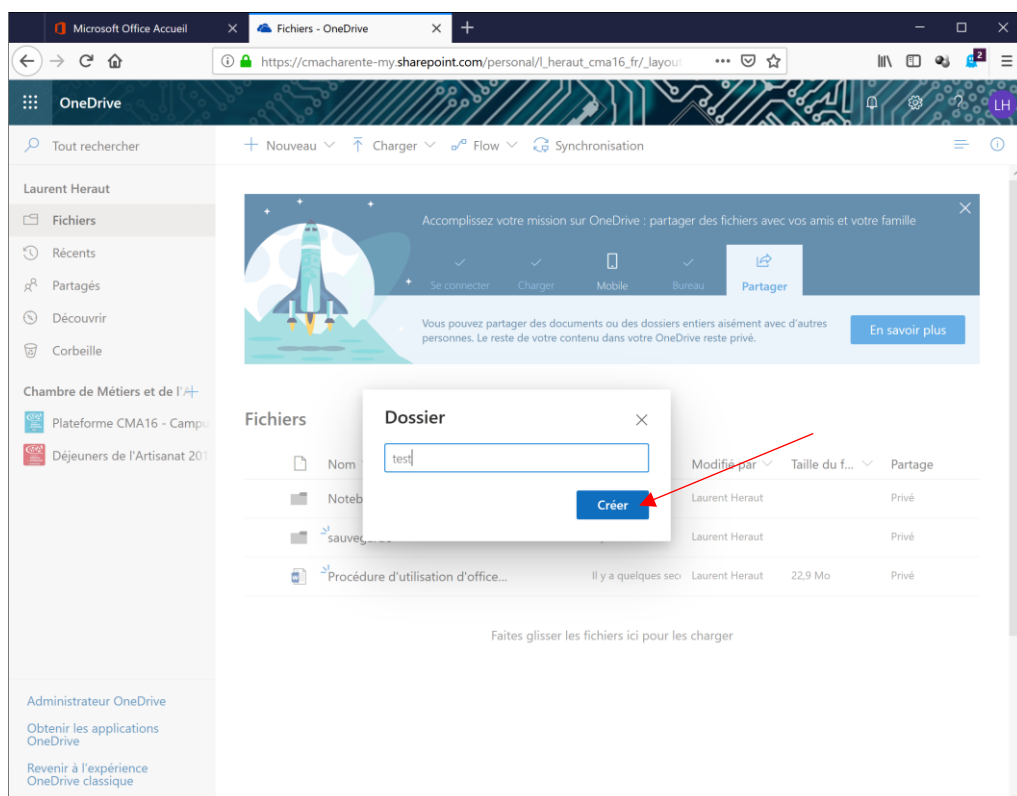 Microsoft Office Accueil
Fichiers - OneDrive
https://cmacharente-my.sharepoint.com/personal/l_heraut_cma16_fr/_layout
2
OneDrive
LH
Tout rechercher
Nouveau
Charger
Flow
Synchronisation
Laurent Heraut
Fichiers
Récents
Partagés
Découvrir
Corbeille
Chambre de Métiers et de l'A
Plateforme CMA16 - Campu
Déjeuners de l'Artisanat 201
Administrateur OneDrive
Obtenir les applications
OneDrive
Revenir à l'expérience
OneDrive classique
Accomplissez votre mission sur OneDrive : partager des fichiers avec vos amis et votre famille
Se connecter
Charger
Mobile
Bureau
Partager
Vous pouvez partager des documents ou des dossiers entiers aisément avec d'autres
personnes. Le reste de votre contenu dans votre OneDrive reste privé.
En savoir plus
Fichiers
Dossier
test
Créer
Nom
Modifié par
Taille du f...
Partage
Noteb
Laurent Heraut
Privé
sauvegarde
Laurent Heraut
Privé
Procédure d'utilisation d'office...
Il y a quelques seco
Laurent Heraut
22,9 Mo
Privé
Faites glisser les fichiers ici pour les charger